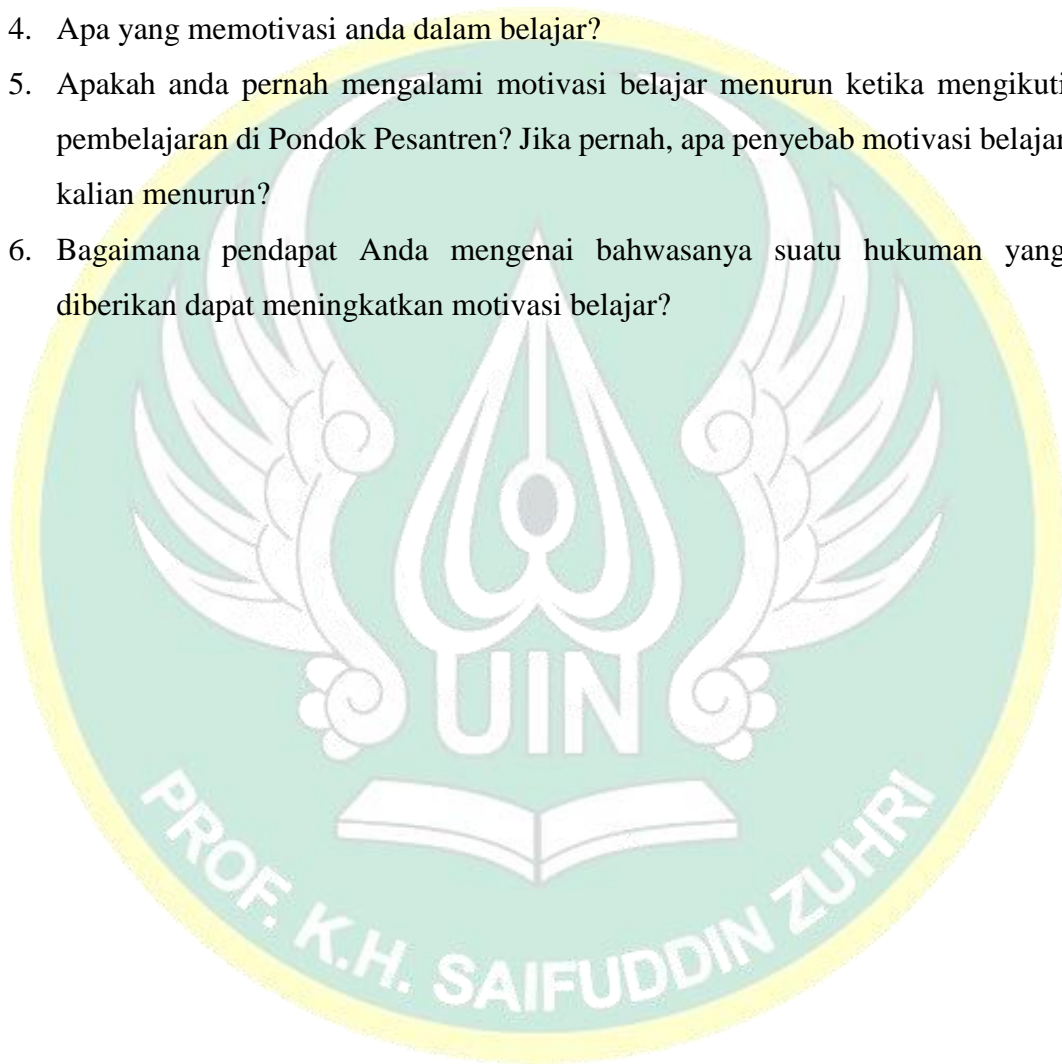 4. Apa yang memotivasi anda dalam belajar?
5. Apakah anda pernah mengalami motivasi belajar menurun ketika mengikuti
pembelajaran di Pondok Pesantren? Jika pernah, apa penyebab motivasi belajar
kalian menurun?
6. Bagaimana pendapat Anda mengenai bahwasanya suatu hukuman yang
diberikan dapat meningkatkan motivasi belajar?
UIN
PROF. K.H. SAIFUDDIN ZUHRI